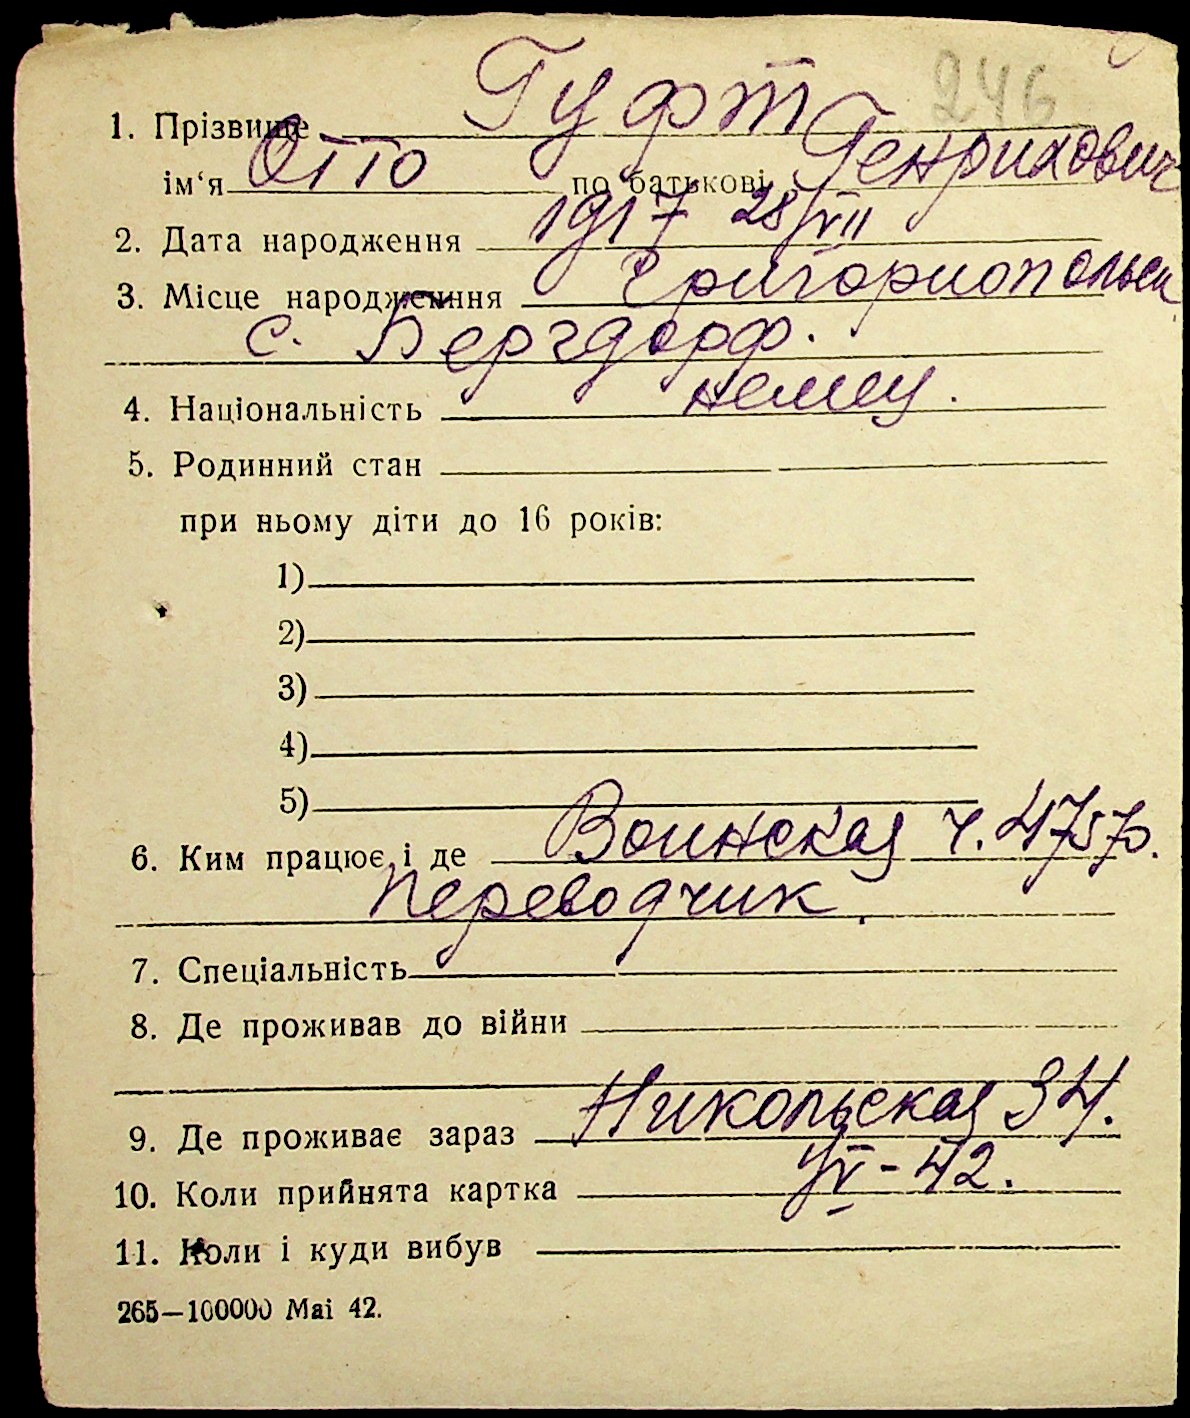 246
1. Прізвище Гуфт
ім‘я Отто по батькові Генрихович
2. Дата народження 1917 28/VII
3. Місце народження Григориопольск
с. Бергдорф.
4. Національність немец.
5. Родинний стан
при ньому діти до 16 років:
1)
2)
3)
4)
5)
6. Ким працює і де Воинская ч. 4757р.
Переводчик.
7. Спеціальність
8. Де проживав до війни
9. Де проживає зараз Никольская 34.
10. Коли прийнята картка -42.
11. Коли і куди вибув
265—100000 Mai 42.